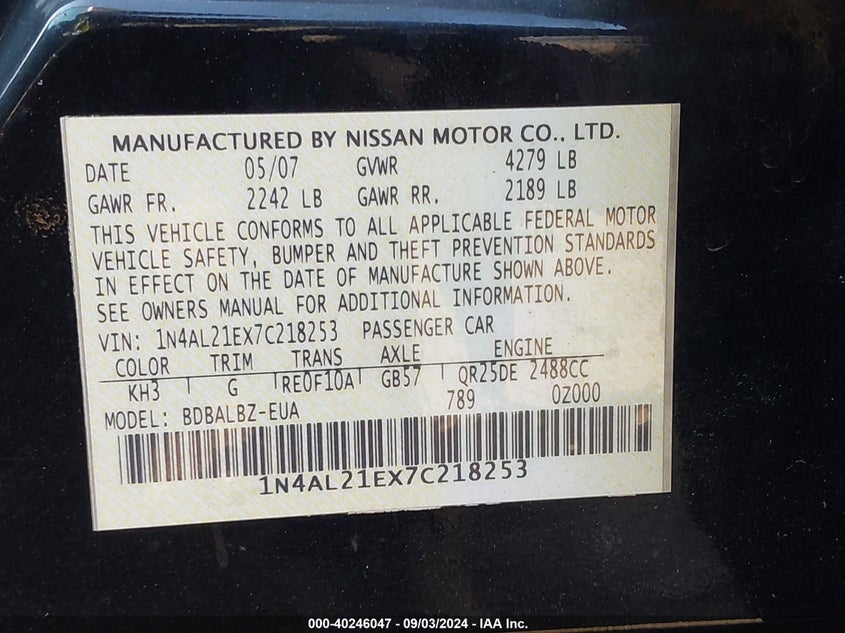 MANUFACTURED BY NISSAN MOTOR CO., LTD.
DATE 05/07 GVWR 4279 LB
GAWR FR. 2242 LB GAWR RR. 2189 LB
THIS VEHICLE CONFORMS TO ALL APPLICABLE FEDERAL MOTOR
VEHICLE SAFETY, BUMPER AND THEFT PREVENTION STANDARDS
IN EFFECT ON THE DATE OF MANUFACTURE SHOWN ABOVE.
SEE OWNERS MANUAL FOR ADDITIONAL INFORMATION.
VIN: 1N4AL21EX7C218253 PASSENGER CAR
COLOR TRIM TRANS AXLE ENGINE
KH3 G RE0F10A GB57 QR25DE 2488CC
789 0Z000
MODEL: BDBALBZ-EUA
1N4AL21EX7C218253
000-40246047 - 09/03/2024 - IAA Inc.